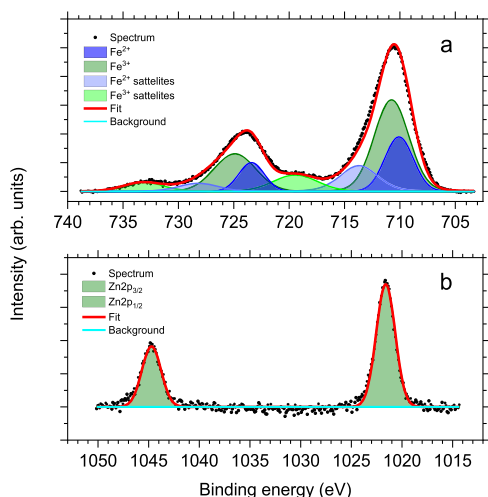 a
Spectrum
Fe2+
Fe3+
Fe2+ sattelites
Fe3+ sattelites
Fit
Background
740 735 730 725 720 715 710 705
Intensity (arb. units)
b
Spectrum
Zn2p3/2
Zn2p1/2
Fit
Background
1050 1045 1040 1035 1030 1025 1020 1015
Binding energy (eV)